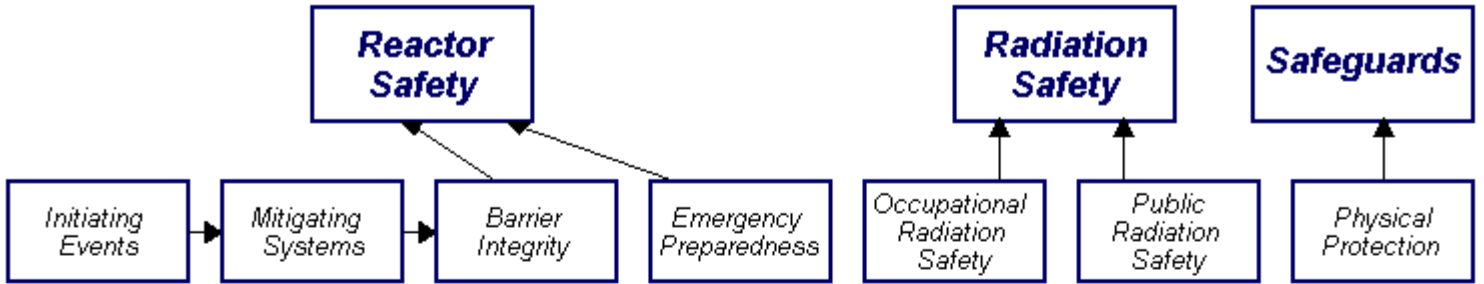 Reactor
Safety
Radiation
Safety
Safeguards
Initiating
Events
Mitigating
Systems
Barrier
Integrity
Emergency
Preparedness
Occupational
Radiation
Safety
Public
Radiation
Safety
Physical
Protection